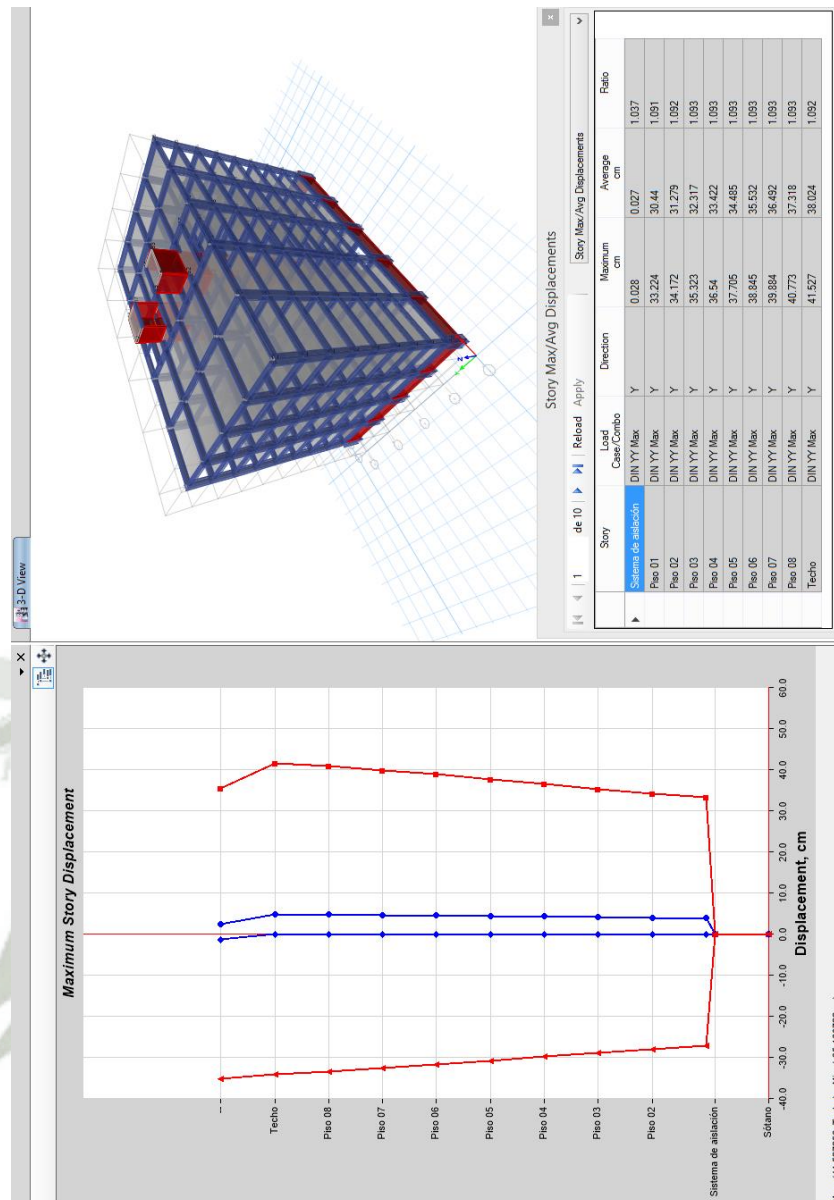 3-D View
Maximum Story Displacement
--
Techo
Piso 08
Piso 07
Piso 06
Piso 05
Piso 04
Piso 03
Piso 02
Sistema de aislación
Sótano
-40.0 -30.0 -20.0 -10.0 0.0 10.0 20.0 30.0 40.0 50.0 60.0
Displacement, cm
Story Max/Avg Displacements
1 de 10 Reload Apply Story Max/Avg Displacements
Story Load Case/Combo Direction Maximum cm Average cm Ratio
Sistema de aislación DIN YY Max Y 0.028 0.027 1.037
Piso 01 DIN YY Max Y 33.224 30.44 1.091
Piso 02 DIN YY Max Y 34.172 31.279 1.092
Piso 03 DIN YY Max Y 35.323 32.317 1.093
Piso 04 DIN YY Max Y 36.54 33.422 1.093
Piso 05 DIN YY Max Y 37.705 34.485 1.093
Piso 06 DIN YY Max Y 38.845 35.532 1.093
Piso 07 DIN YY Max Y 39.884 36.492 1.093
Piso 08 DIN YY Max Y 40.773 37.318 1.093
Techo DIN YY Max Y 41.527 38.024 1.092